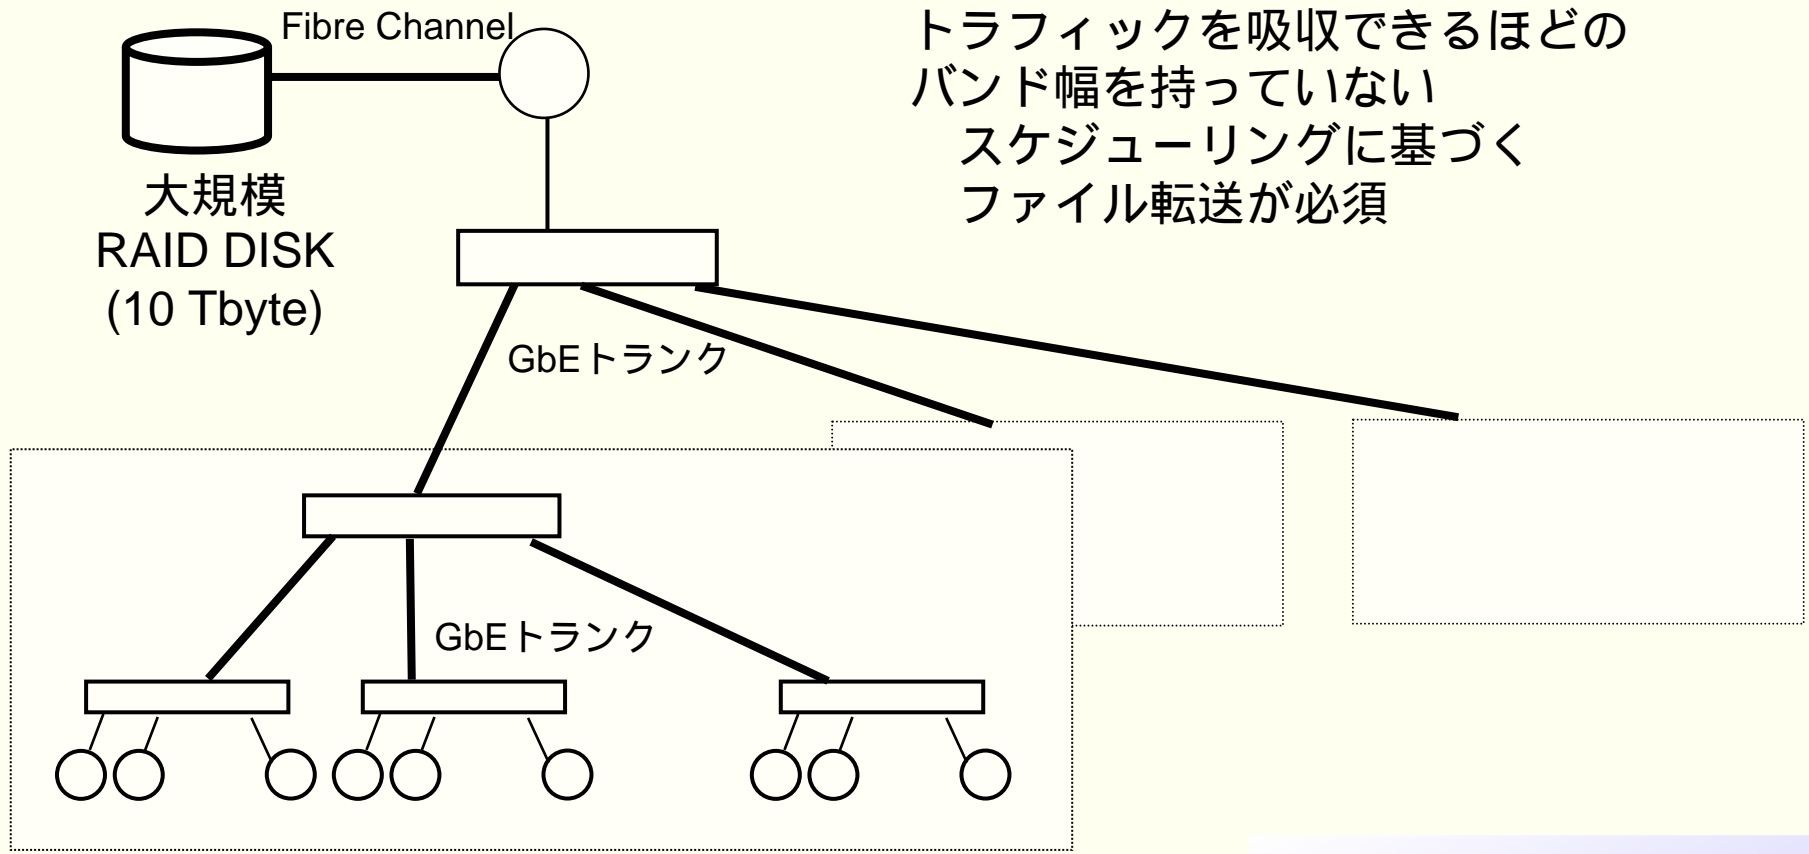 Fibre Channel
トラフィックを吸収できるほどの
バンド幅を持っていない
スケジューリングに基づく
ファイル転送が必須
大規模
RAID DISK
(10 Tbyte)
GbEトランク
GbEトランク